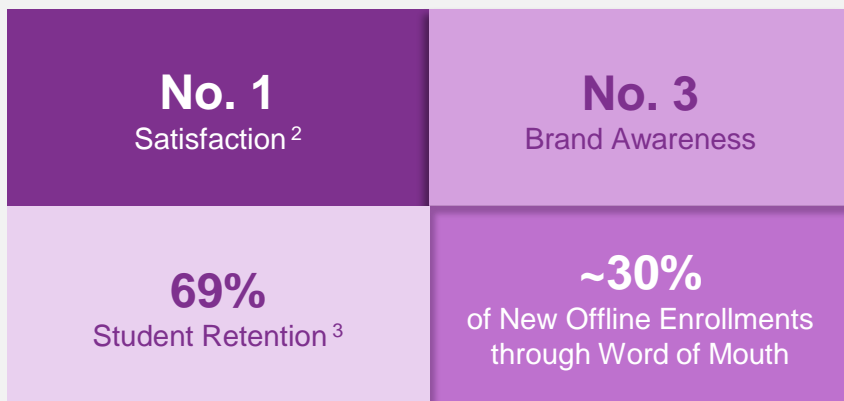 No. 1
Satisfaction 2
No. 3
Brand Awareness
69%
Student Retention 3
~30%
of New Offline Enrollments
through Word of Mouth